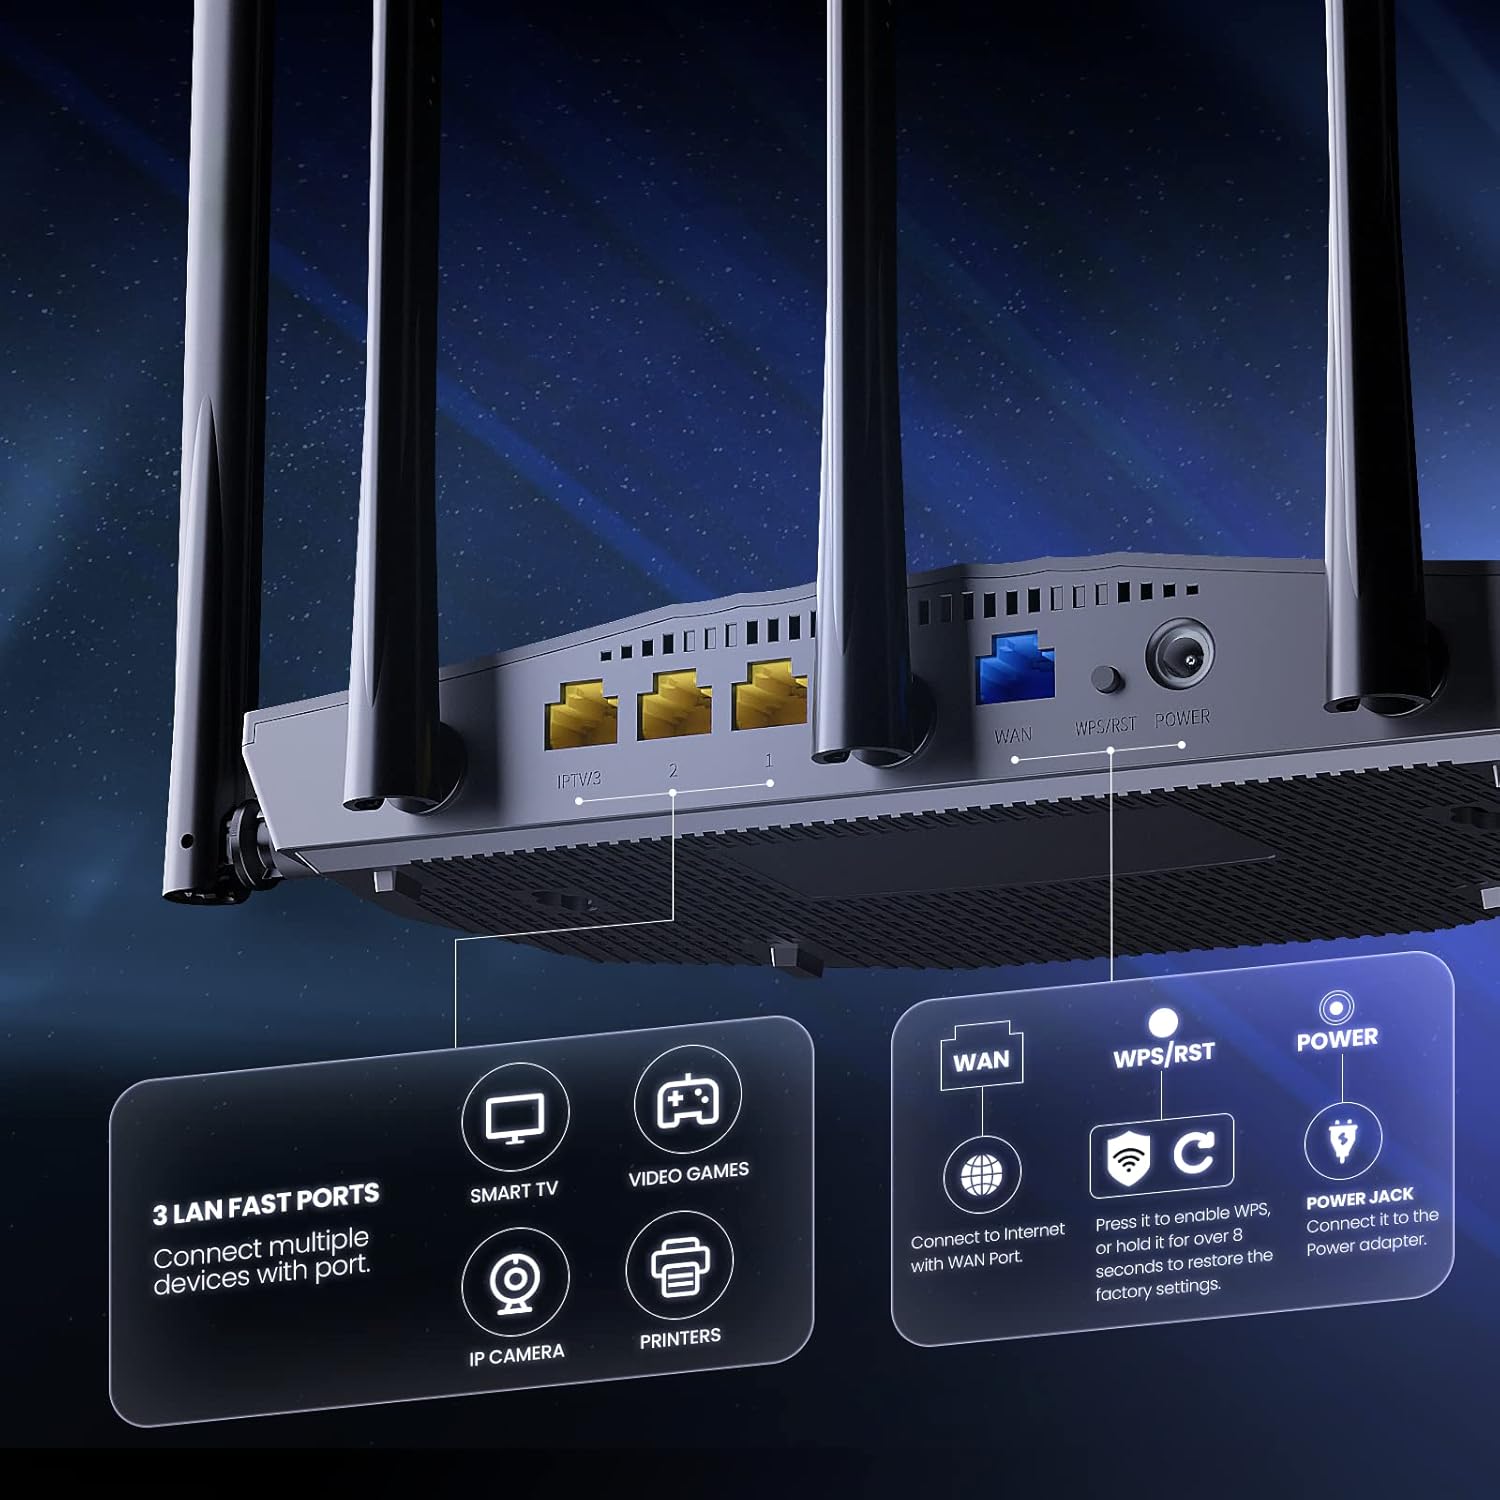 IPTV/3
2
1
WAN
WPS/RST
POWER
3 LAN FAST PORTS
Connect multiple
devices with port.
SMART TV
VIDEO GAMES
IP CAMERA
PRINTERS
WAN
Connect to Internet
with WAN Port.
WPS/RST
Press it to enable WPS,
or hold it for over 8
seconds to restore the
factory settings.
POWER
POWER JACK
Connect it to the
Power adapter.